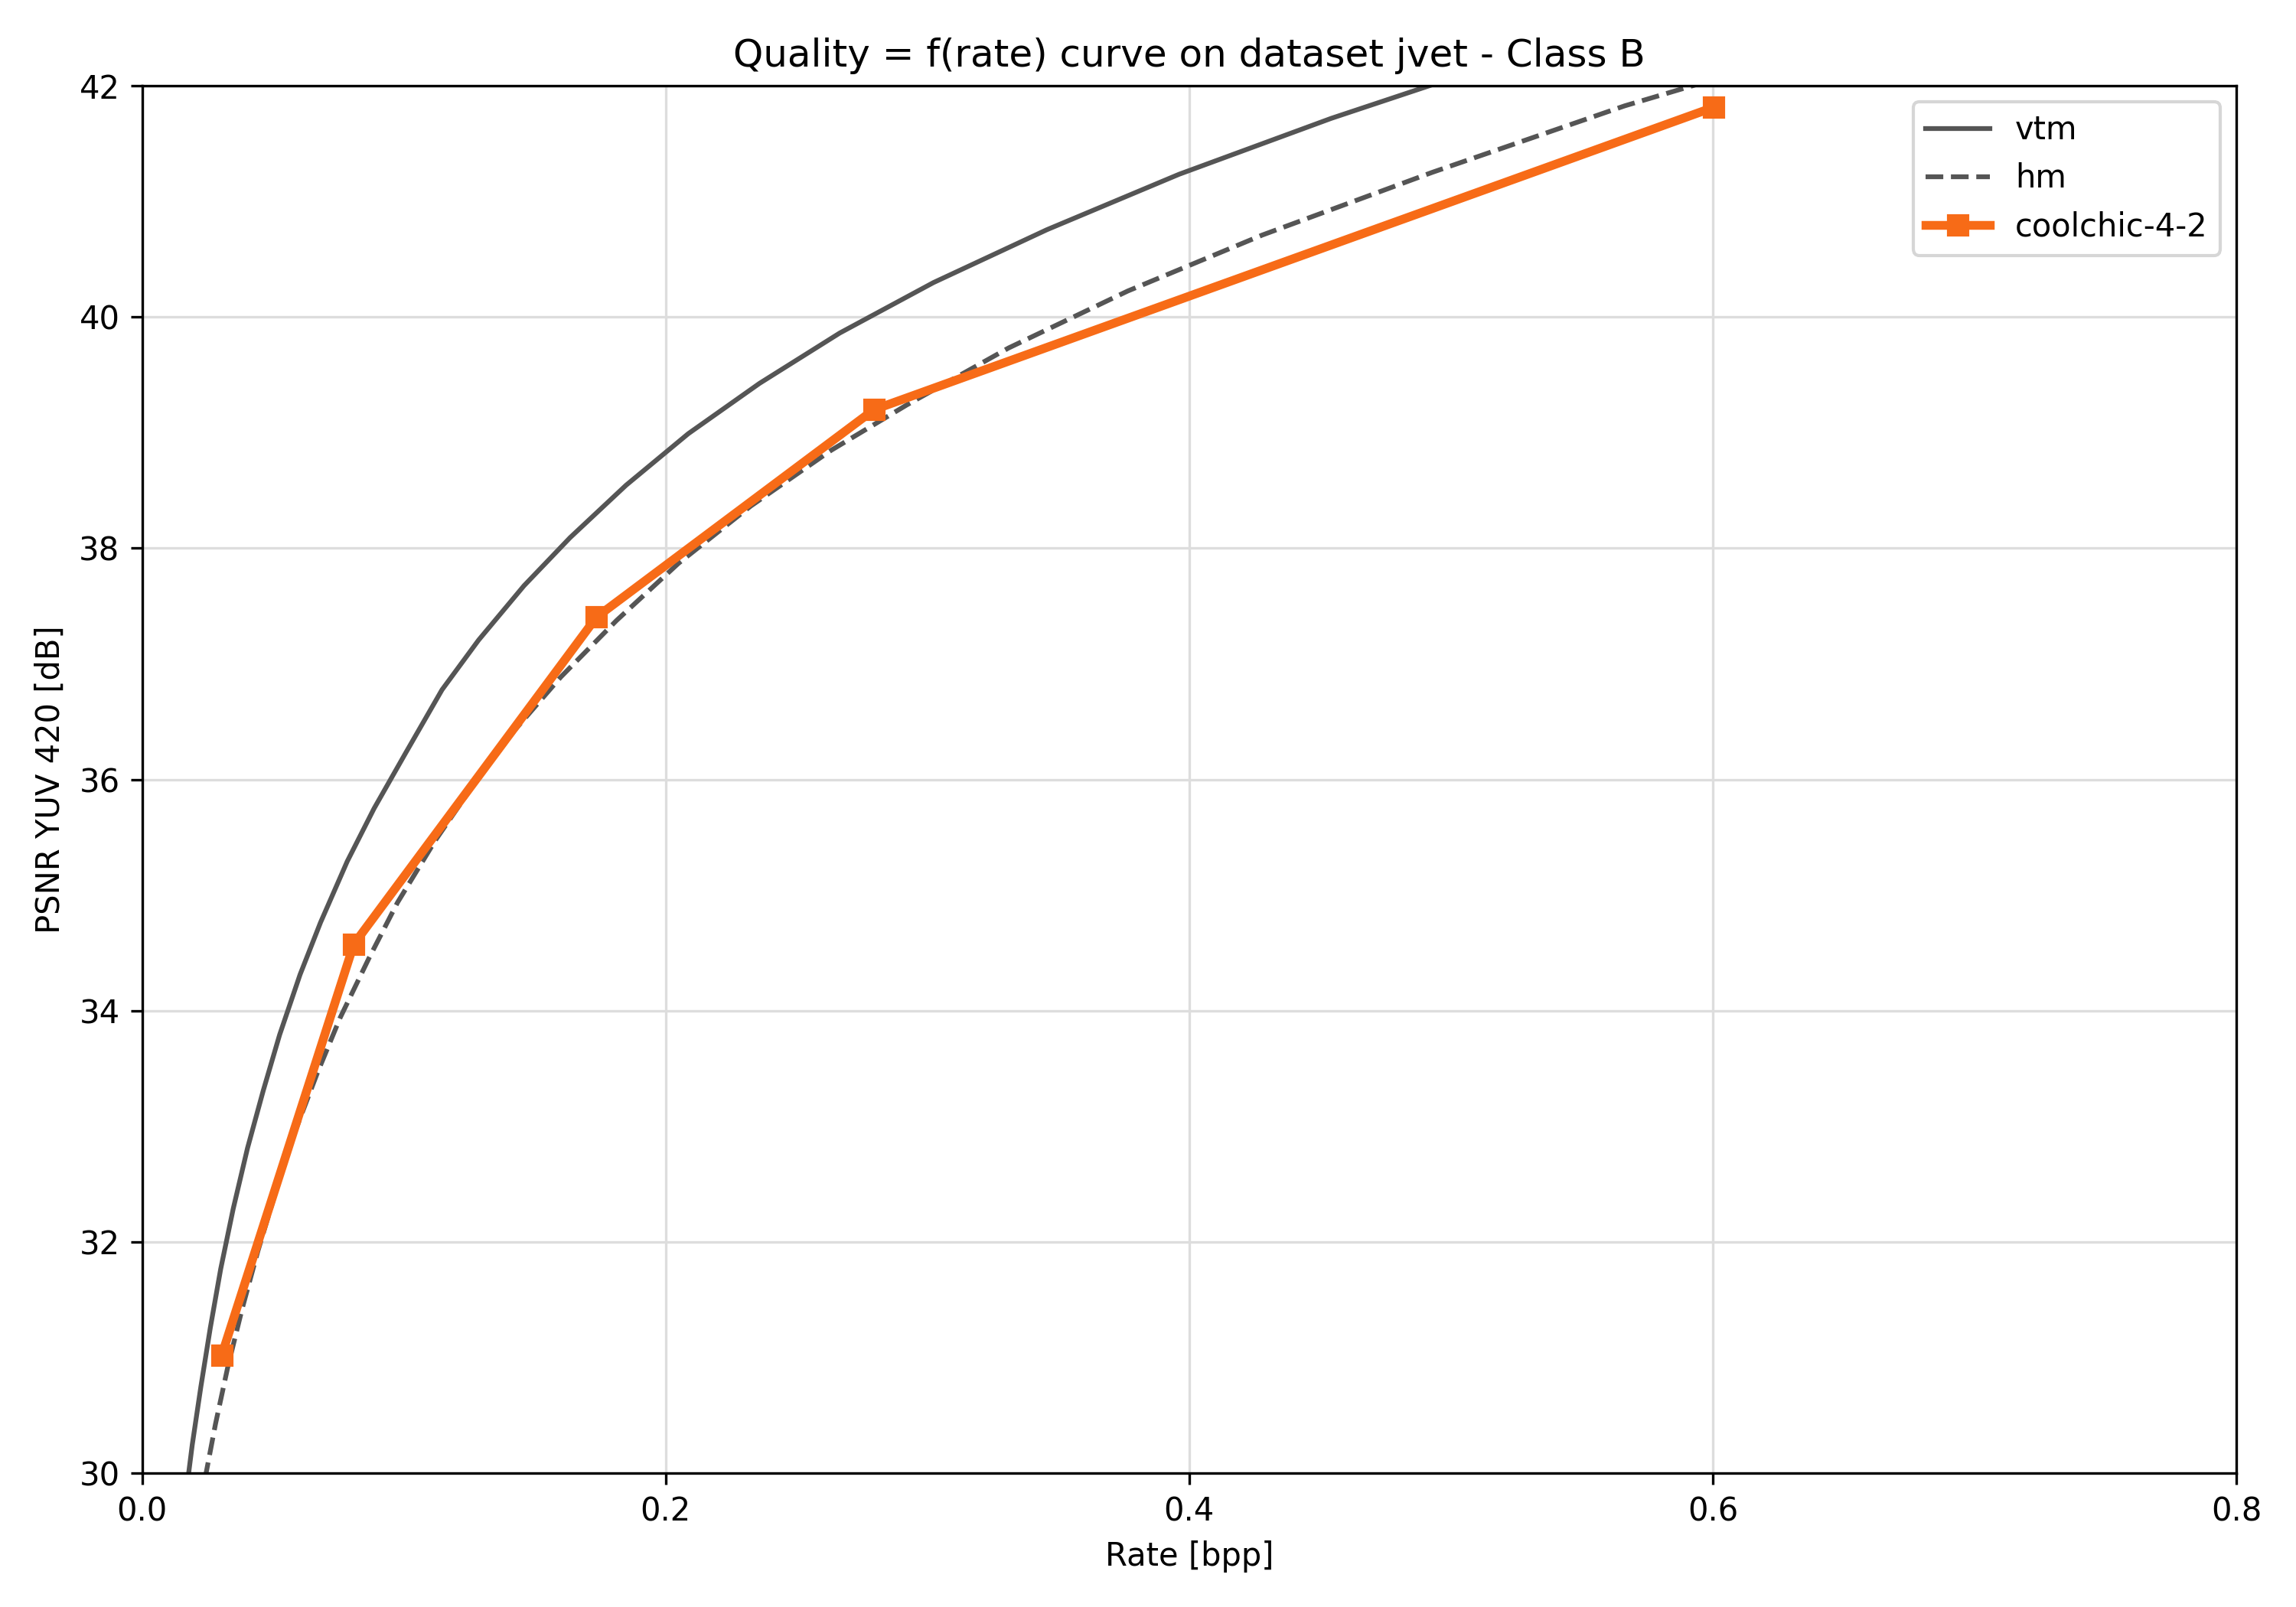 Quality = f(rate) curve on dataset jvet - Class B
42
40
38
36
34
32
30
PSNR YUV 420 [dB]
vtm
hm
coolchic-4-2
0.0 0.2 0.4 0.6 0.8
Rate [bpp]